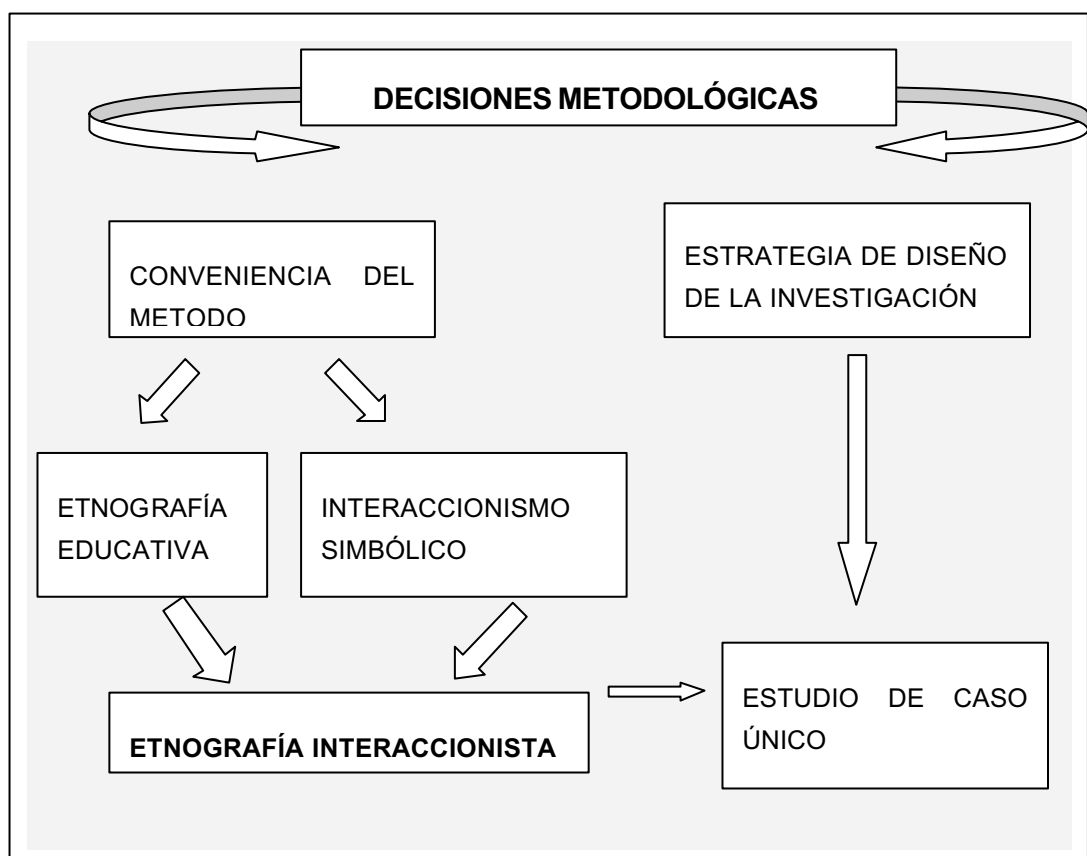 DECISIONES METODOLÓGICAS
CONVENIENCIA DEL
METODO
ESTRATEGIA DE DISEÑO
DE LA INVESTIGACIÓN
ETNOGRAFÍA
EDUCATIVA
INTERACCIONISMO
SIMBÓLICO
ETNOGRAFÍA INTERACCIONISTA
ESTUDIO DE CASO
ÚNICO